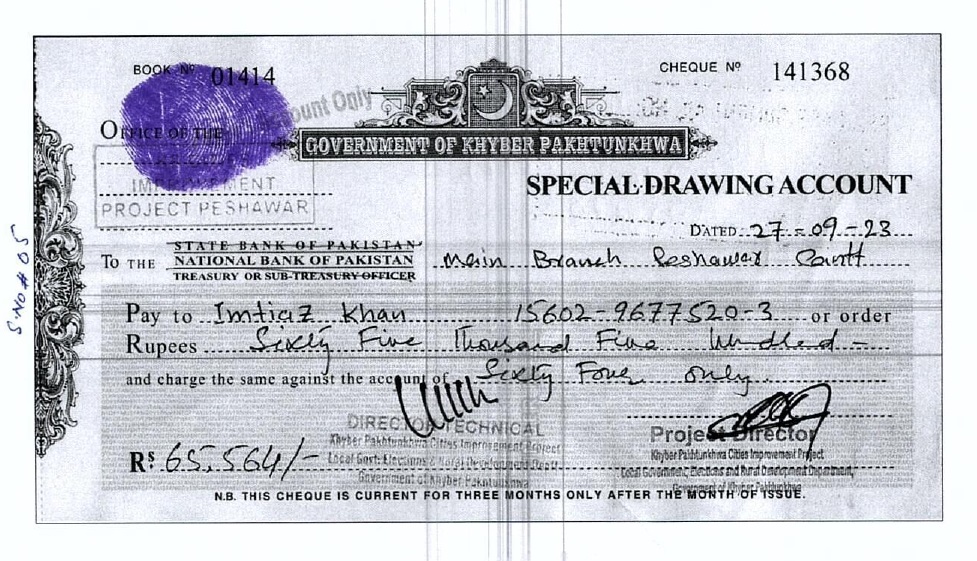 BOOK Nº 01414
CHEQUE Nº 141368
ount Only
OFFICE OF THE
GOVERNMENT OF KHYBER PAKHTUNKHWA
IMPROVEMENT
PROJECT PESHAWAR
SPECIAL DRAWING ACCOUNT
DATED 27-09-23
S.NO # 05
TO THE STATE BANK OF PAKISTAN
NATIONAL BANK OF PAKISTAN Main Branch Peshawar Cantt
TREASURY OR SUB-TREASURY OFFICER
Pay to Imtiaz Khan 15602-9677520-3 or order
Rupees Sixty Five Thousand Five Hundred -
and charge the same against the account of Sixty Four only.
DIRECTOR TECHNICAL
Khyber Pakhtunkhwa Cities Improvement Project
Local Govt: Elections & Rural Development Deptt
Government of Khyber Pakhtunkhwa
Project Director
Khyber Pakhtunkhwa Cities Improvement Project
Local Government, Elections and Rural Development Department,
Government of Khyber Pakhtunkhwa.
Rs 65,564/-
N.B. THIS CHEQUE IS CURRENT FOR THREE MONTHS ONLY AFTER THE MONTH OF ISSUE.